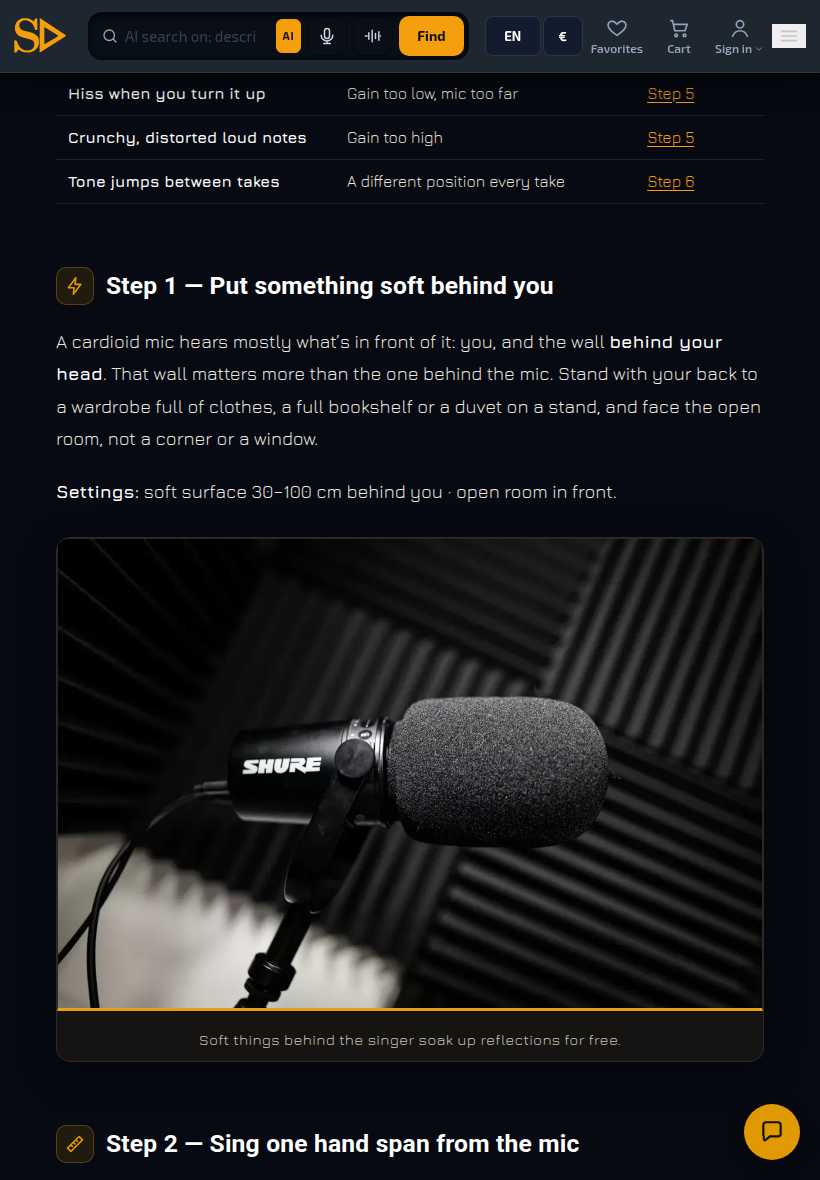 SD
AI search on: descri
AI
Find
EN
€
Favorites
Cart
Sign in
Hiss when you turn it up
Gain too low, mic too far
Step 5
Crunchy, distorted loud notes
Gain too high
Step 5
Tone jumps between takes
A different position every take
Step 6
Step 1 — Put something soft behind you
A cardioid mic hears mostly what's in front of it: you, and the wall behind your
head. That wall matters more than the one behind the mic. Stand with your back to
a wardrobe full of clothes, a full bookshelf or a duvet on a stand, and face the open
room, not a corner or a window.
Settings: soft surface 30–100 cm behind you · open room in front.
SHURE
Soft things behind the singer soak up reflections for free.
Step 2 — Sing one hand span from the mic